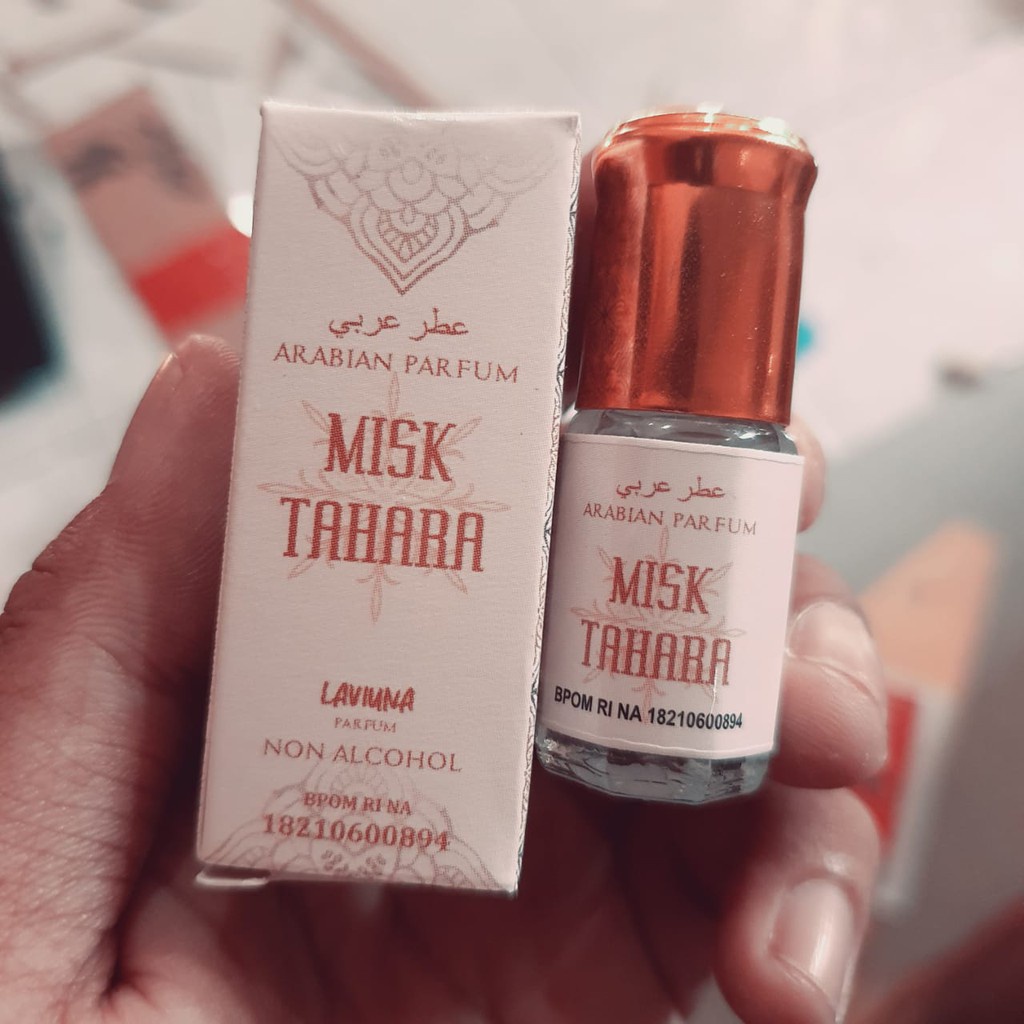 عطر عربي
ARABIAN PARFUM
MISK
TAHARA
LAVIUNA
PARFUM
NON ALCOHOL
BPOM RI NA
18210600894
عطر عربي
ARABIAN PARFUM
MISK
TAHARA
BPOM RI NA 18210600894